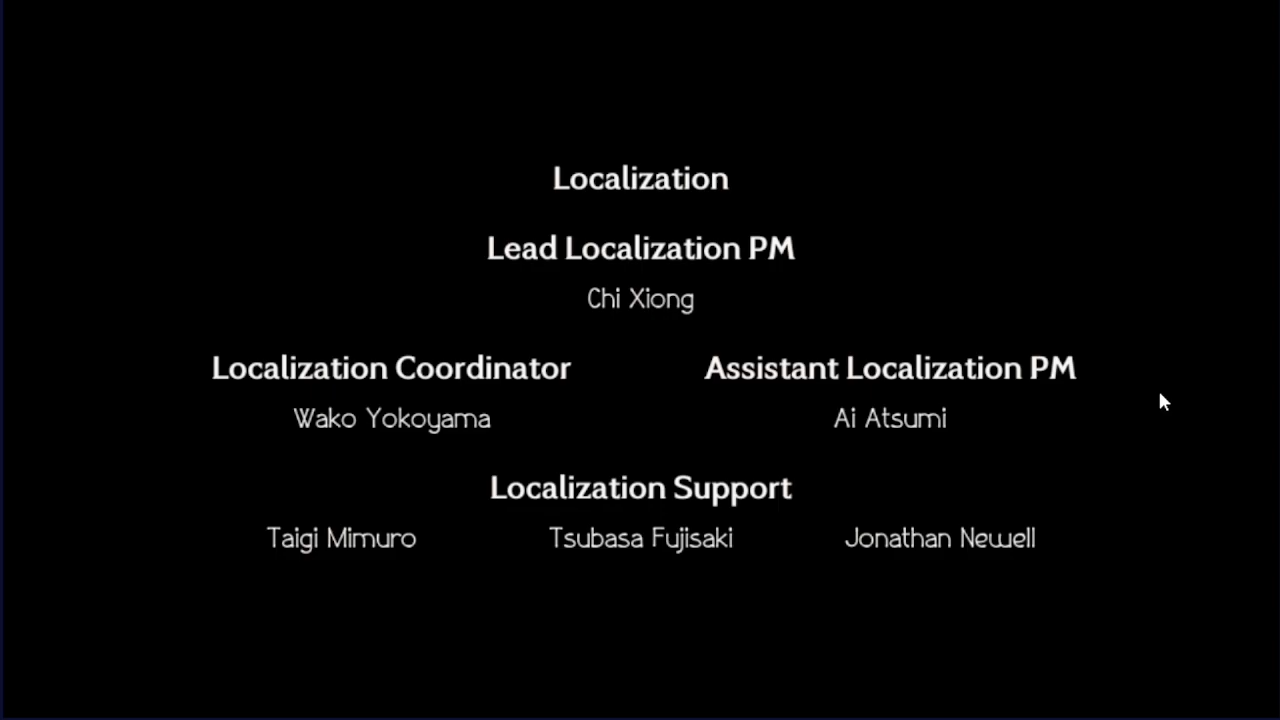 Localization
Lead Localization PM
Chi Xiong
Localization Coordinator Assistant Localization PM
Wako Yokoyama Ai Atsumi
Localization Support
Taigi Mimuro Tsubasa Fujisaki Jonathan Newell